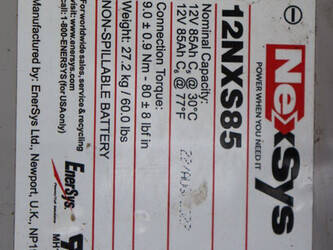 NexSys
POWER WHEN YOU NEED IT
12NXS85
Nominal Capacity:
12V 85Ah C₅ @ 30°C
12V 85Ah C₆ @ 77°F
Connection Torque:
9.0 ± 0.9 Nm - 80 ± 8 lbf in
Weight: 27.2 kg / 60.0 lbs
NON-SPILLABLE BATTERY
For worldwide sales, service & recycling
call 1-800-ENERSYS (for USA only)
visit: www.enersys.com
EnerSys
Manufactured by: EnerSys Ltd., Newport, U.K., NP1
MH